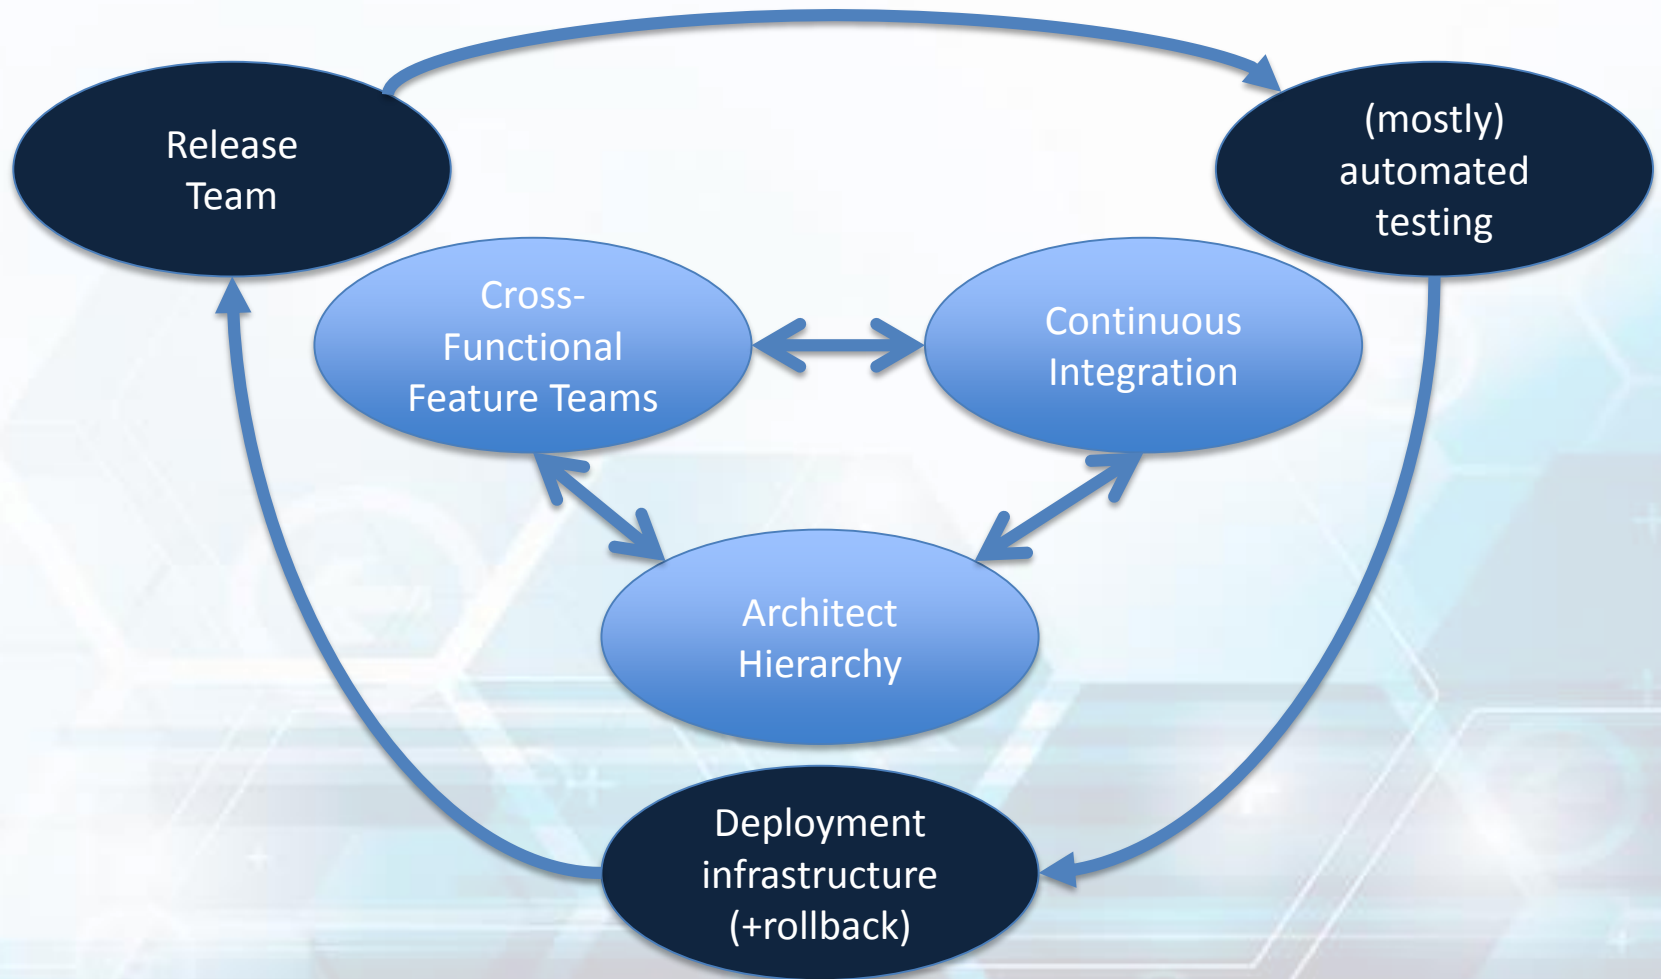 Release
Team
(mostly)
automated
testing
Cross-
Functional
Feature Teams
Continuous
Integration
Architect
Hierarchy
Deployment
infrastructure
(+rollback)